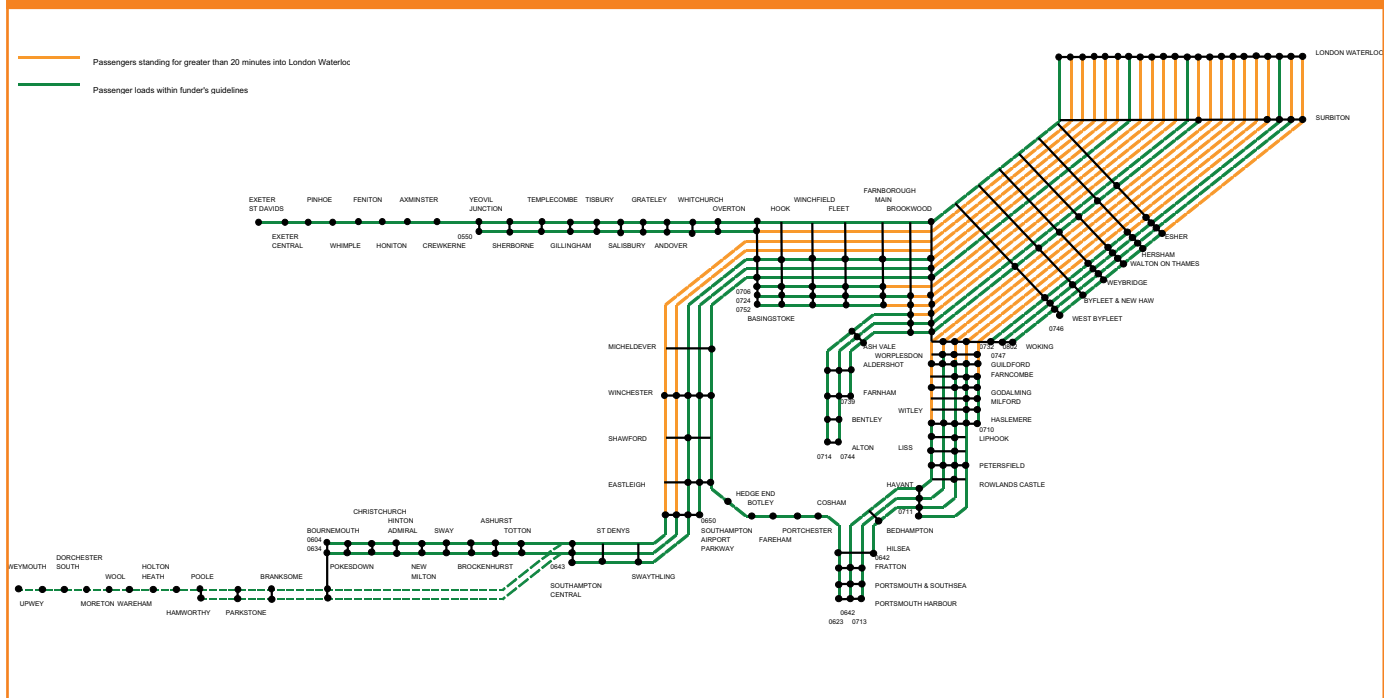 LONDON WATERLOO
Passengers standing for greater than 20 minutes into London Waterloo
Passenger loads within funder's guidelines
SURBITON
FARNBOROUGH
MAIN
EXETER
ST DAVIDS
PINHOE
FENITON
AXMINSTER
YEOVIL
JUNCTION
TEMPLECOMBE
TISBURY
GRATELEY
WHITCHURCH
OVERTON
HOOK
WINCHFIELD
FLEET
BROOKWOOD
EXETER
CENTRAL
WHIMPLE
HONITON
CREWKERNE
0550
SHERBORNE
GILLINGHAM
SALISBURY
ANDOVER
ESHER
HERSHAM
WALTON ON THAMES
WEYBRIDGE
BYFLEET & NEW HAW
WEST BYFLEET
0746
0706
0724
0752
BASINGSTOKE
MICHELDEVER
ASH VALE
WORPLESDON
ALDERSHOT
0732
0802
WOKING
0747
GUILDFORD
FARNCOMBE
WINCHESTER
FARNHAM
0739
GODALMING
MILFORD
WITLEY
HASLEMERE
0710
BENTLEY
SHAWFORD
ALTON
0714
0744
LISS
LIPHOOK
PETERSFIELD
EASTLEIGH
HAVANT
ROWLANDS CASTLE
HEDGE END
BOTLEY
COSHAM
0711
CHRISTCHURCH
BOURNEMOUTH
0604
0634
HINTON
ADMIRAL
SWAY
ASHURST
TOTTON
ST DENYS
0650
SOUTHAMPTON
AIRPORT
PARKWAY
FAREHAM
PORTCHESTER
BEDHAMPTON
HILSEA
0642
FRATTON
POKESDOWN
NEW
MILTON
BROCKENHURST
0643
SOUTHAMPTON
CENTRAL
SWAYTHLING
WEYMOUTH
DORCHESTER
SOUTH
WOOL
HOLTON
HEATH
POOLE
BRANKSOME
UPWEY
MORETON
WAREHAM
HAMWORTHY
PARKSTONE
PORTSMOUTH & SOUTHSEA
PORTSMOUTH HARBOUR
0642
0623
0713